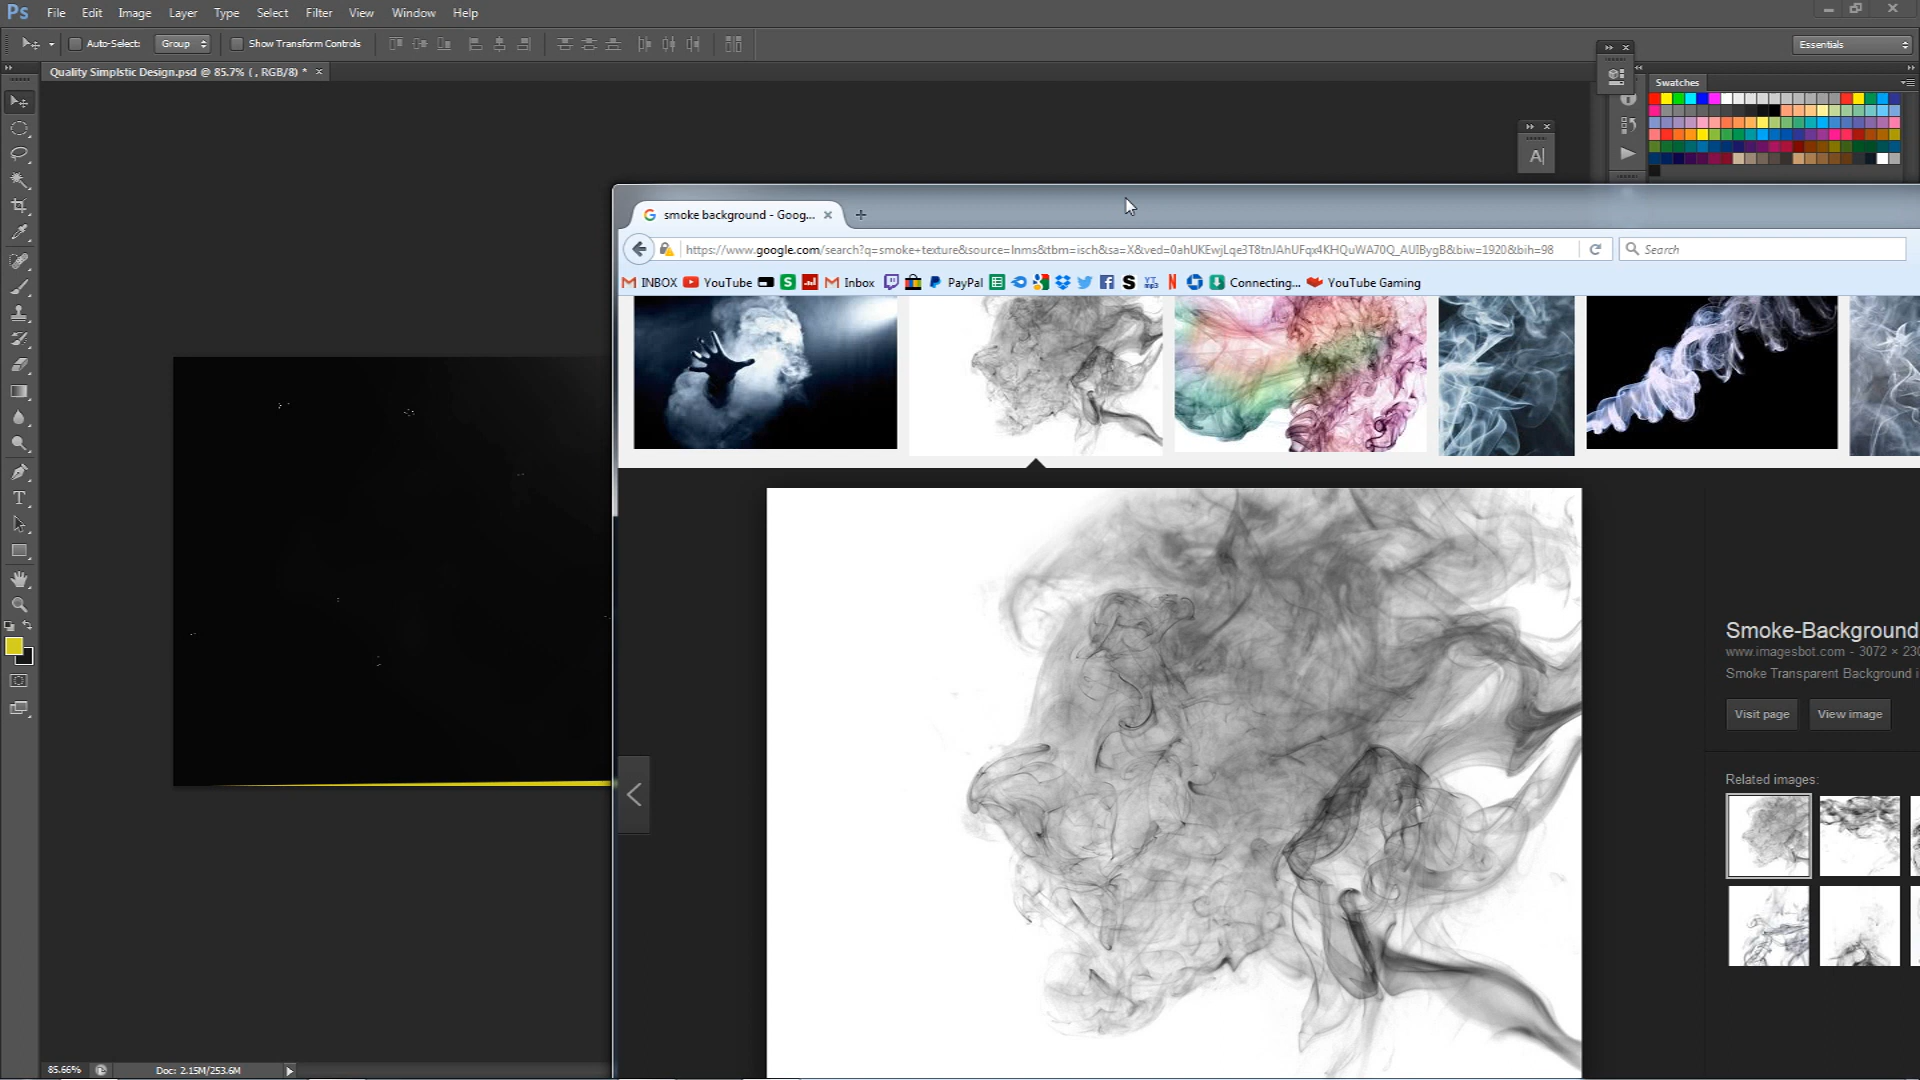 Ps File Edit Image Layer Type Select Filter View Window Help
Auto-Select: Group Show Transform Controls Essentials
Quality Simplstic Design.psd @ 85.7% ( , RGB/8) * ×
Swatches
A|
smoke background - Goog...
https://www.google.com/search?q=smoke+texture&source=lnms&tbm=isch&sa=X&ved=0ahUKEwjLqe3T8tnJAhUFqx4KHQuWA70Q_AUIBygB&biw=1920&bih=98
Search
INBOX YouTube Inbox PayPal Connecting... YouTube Gaming
Smoke-Background
www.imagesbot.com - 3072 × 230
Smoke Transparent Background i
Visit page View image
Related images:
85.66% Doc: 2.15M/253.6M